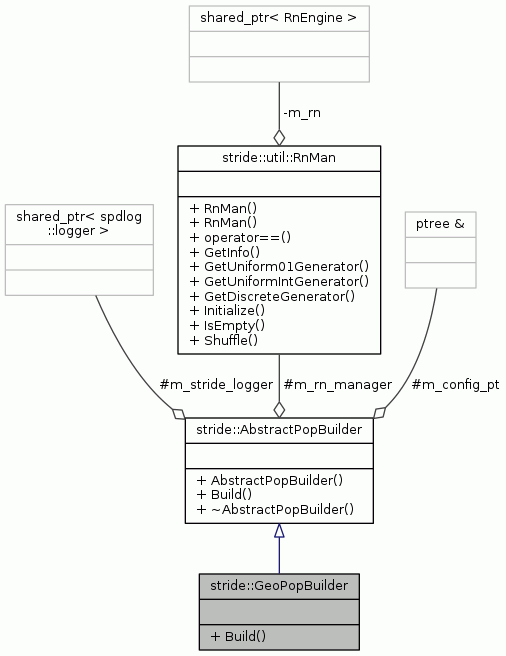 shared_ptr< RnEngine >
-m_rn
stride::util::RnMan
+ RnMan()
+ RnMan()
+ operator==()
+ GetInfo()
+ GetUniform01Generator()
+ GetUniformIntGenerator()
+ GetDiscreteGenerator()
+ Initialize()
+ IsEmpty()
+ Shuffle()
shared_ptr< spdlog
::logger >
ptree &
#m_stride_logger
#m_rn_manager
#m_config_pt
stride::AbstractPopBuilder
+ AbstractPopBuilder()
+ Build()
+ ~AbstractPopBuilder()
stride::GeoPopBuilder
+ Build()